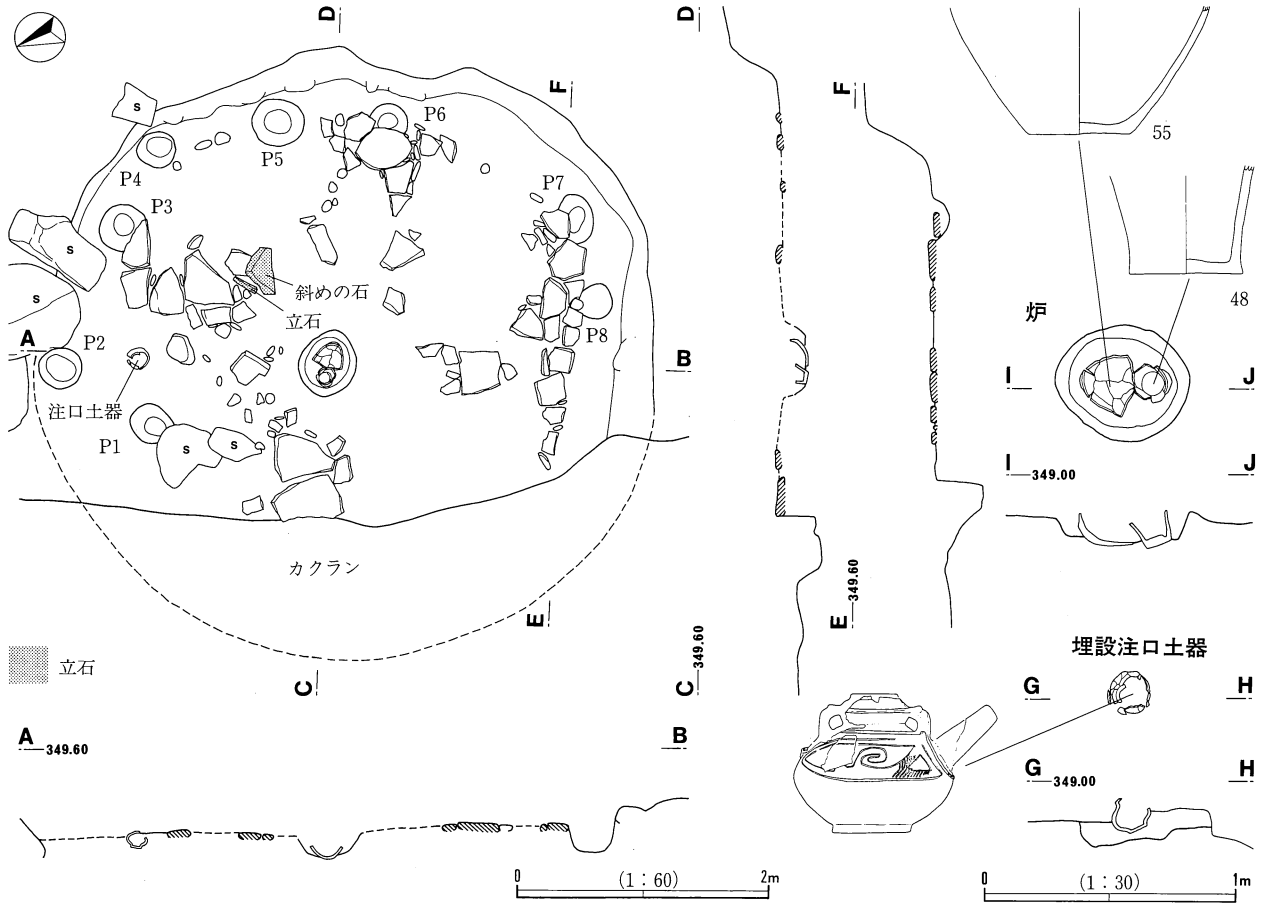 D
D
F
F
S
P6
P5
P4
P7
P3
S
S
斜めの石
立石
P8
A
P2
B
注口土器
P1
S
S
カクラン
E
C
立石
A
349.60
B
C
349.60
E
349.60
55
48
炉
I
J
I
349.00
J
埋設注口土器
G
H
G
349.00
H
0
(1:60)
2m
0
(1:30)
1m